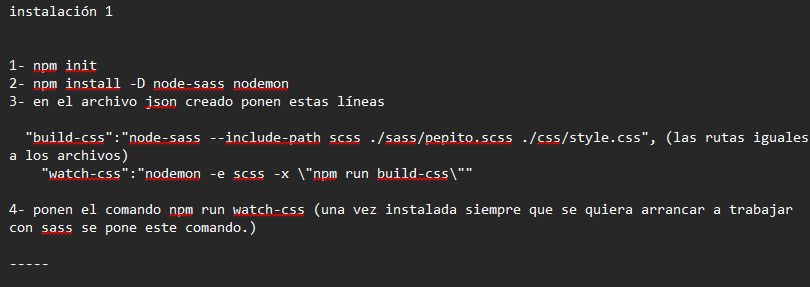 instalación 1
1- npm init
2- npm install -D node-sass nodemon
3- en el archivo json creado ponen estas líneas
"build-css":"node-sass --include-path scss ./sass/pepito.scss ./css/style.css", (las rutas iguales
a los archivos)
"watch-css":"nodemon -e scss -x \"npm run build-css\""
4- ponen el comando npm run watch-css (una vez instalada siempre que se quiera arrancar a trabajar
con sass se pone este comando.)
-----